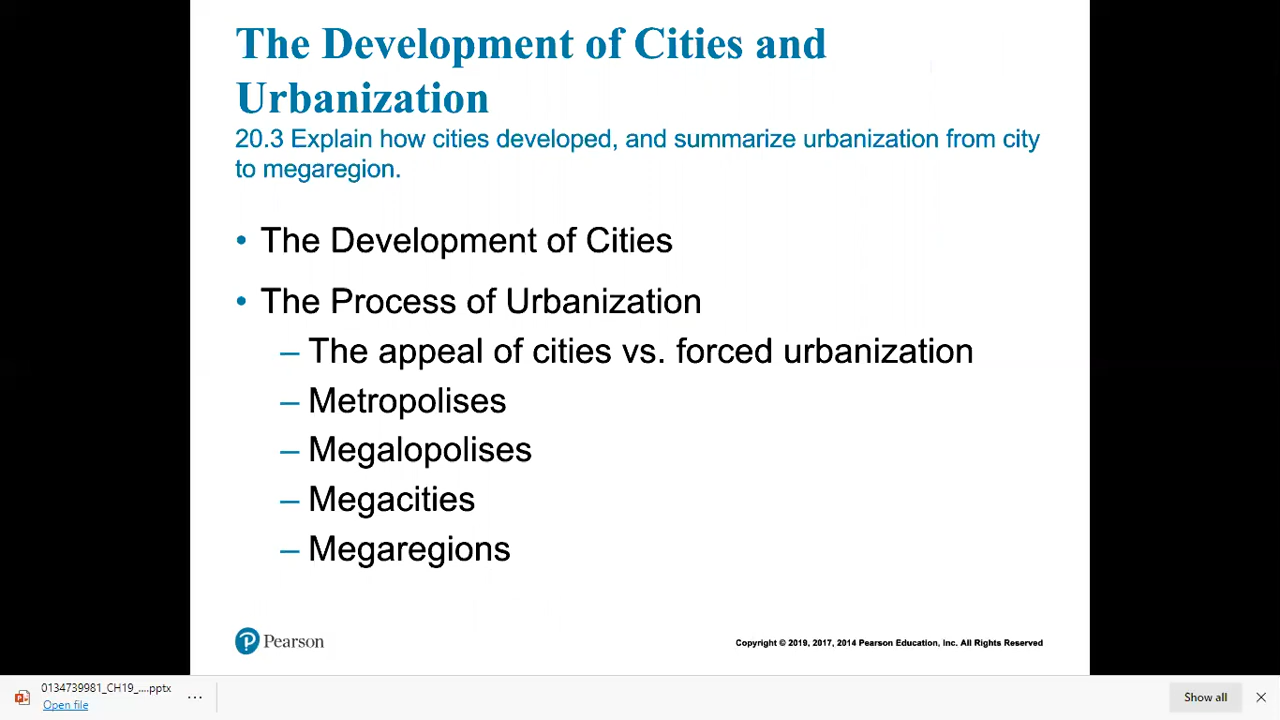 The Development of Cities and
Urbanization
20.3 Explain how cities developed, and summarize urbanization from city
to megaregion.
• The Development of Cities
• The Process of Urbanization
– The appeal of cities vs. forced urbanization
– Metropolises
– Megalopolises
– Megacities
– Megaregions
Pearson
Copyright © 2019, 2017, 2014 Pearson Education, Inc. All Rights Reserved
0134739981_CH19_....pptx
Open file
Show all